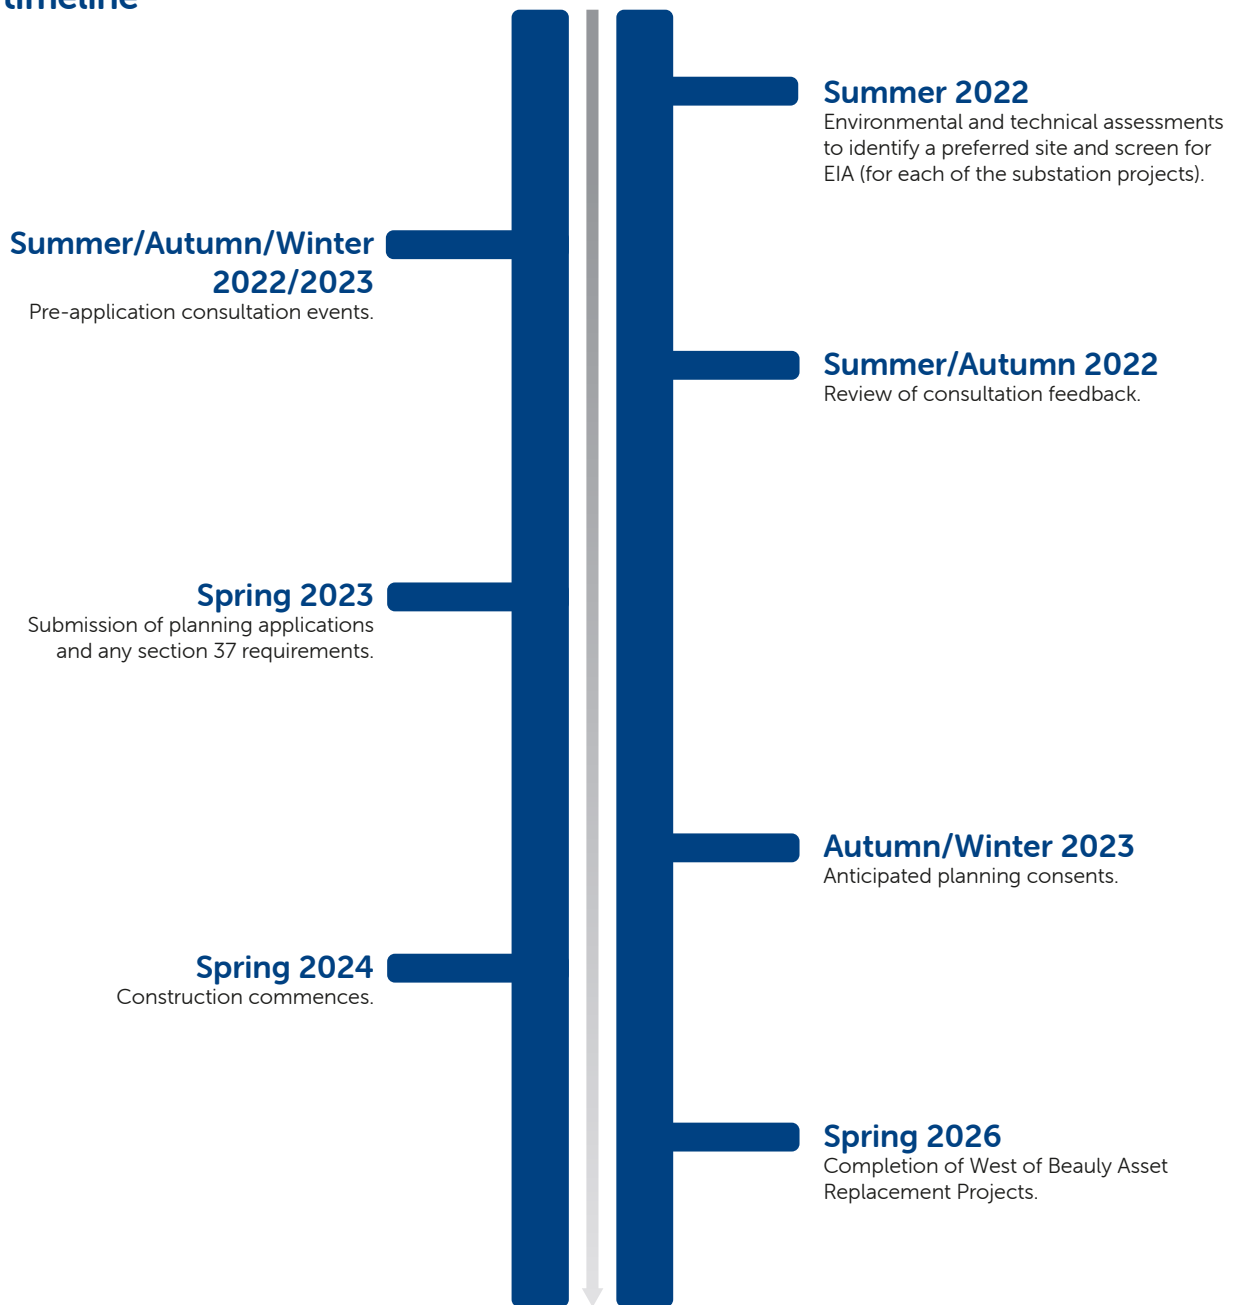 timeline
Summer 2022
Environmental and technical assessments
to identify a preferred site and screen for
EIA (for each of the substation projects).
Summer/Autumn/Winter
2022/2023
Pre-application consultation events.
Summer/Autumn 2022
Review of consultation feedback.
Spring 2023
Submission of planning applications
and any section 37 requirements.
Autumn/Winter 2023
Anticipated planning consents.
Spring 2024
Construction commences.
Spring 2026
Completion of West of Beauly Asset
Replacement Projects.